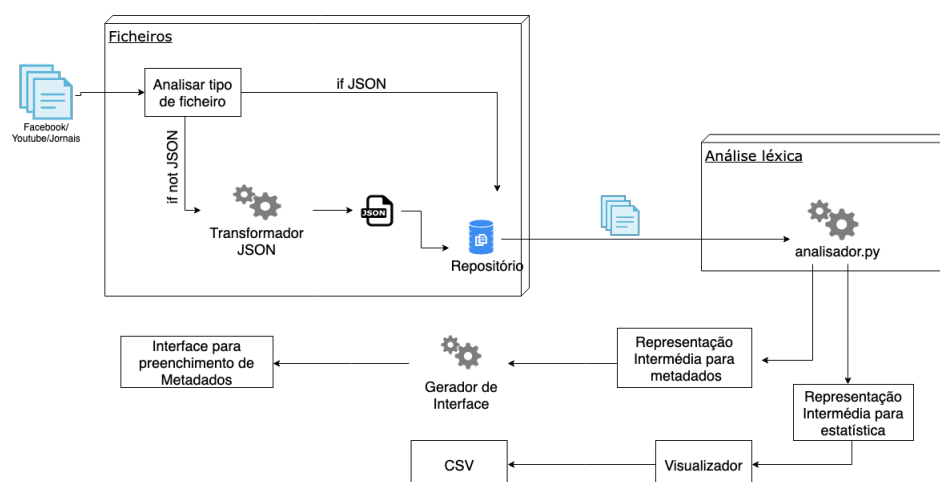 Ficheiros
Analisar tipo
de ficheiro
if JSON
Facebook/
Youtube/Jornais
if not JSON
Transformador
JSON
JSON
Repositório
Análise léxica
analisador.py
Interface para
preenchimento de
Metadados
Gerador de
Interface
Representação
Intermédia para
metadados
Representação
Intermédia para
estatística
CSV
Visualizador